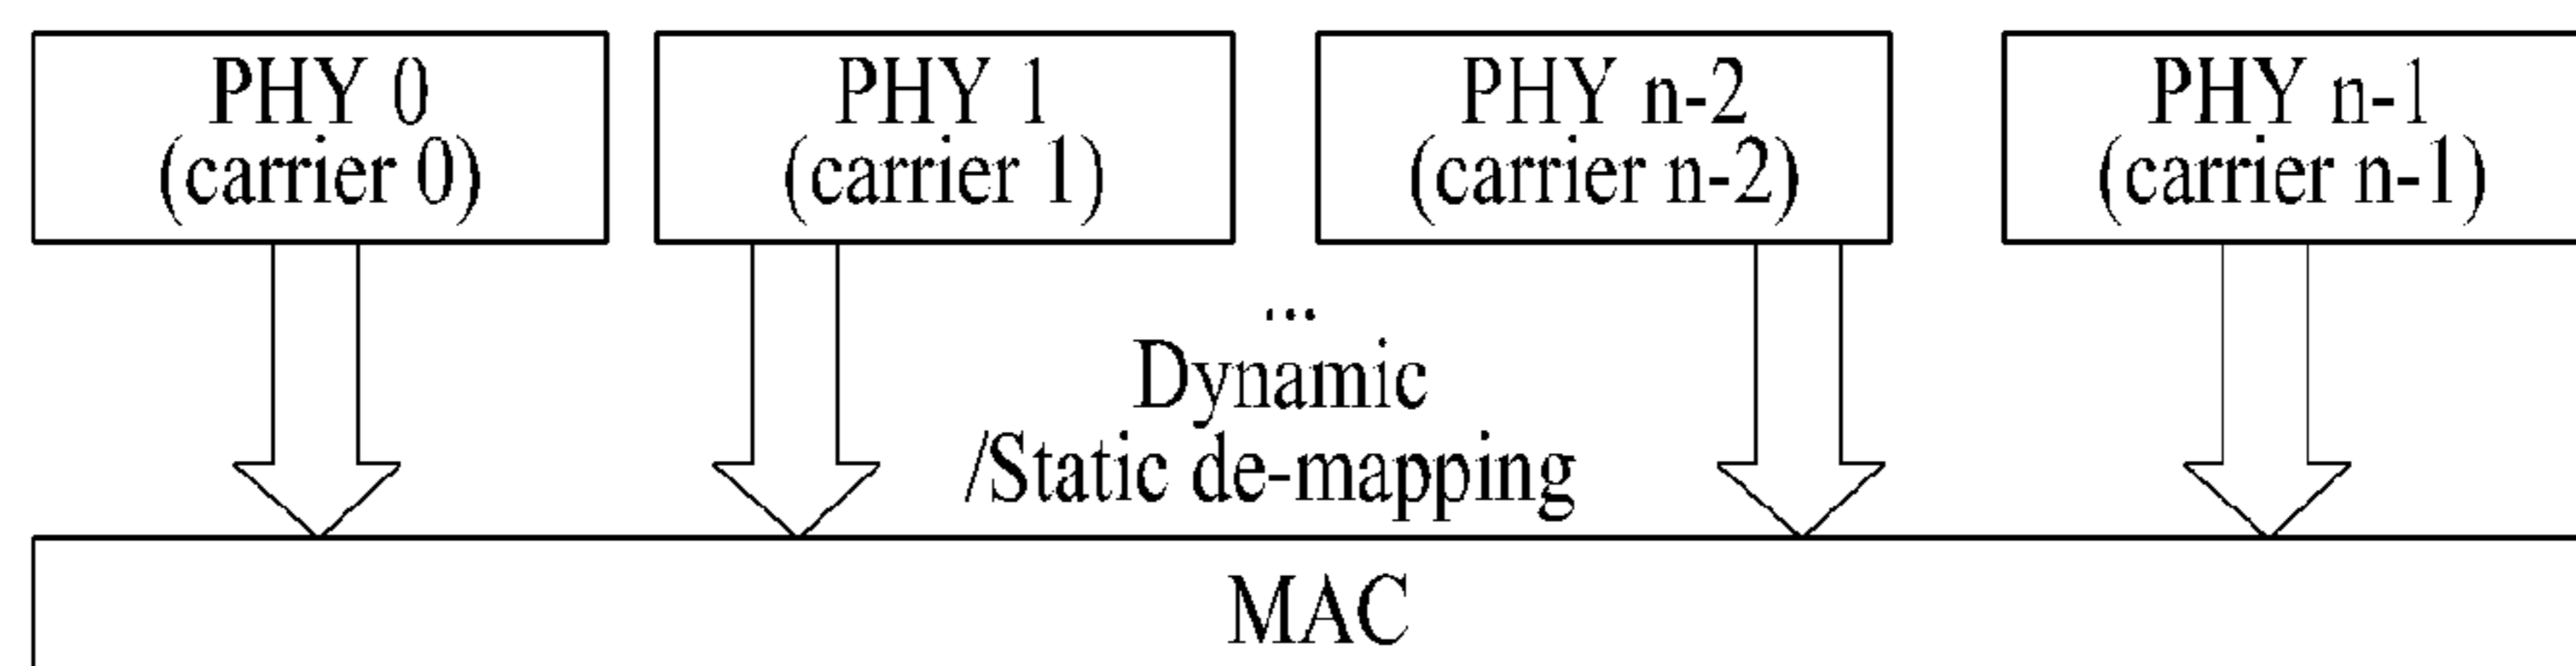 PHY 0
(carrier 0)
PHY 1
(carrier 1)
PHY n-2
(carrier n-2)
PHY n-1
(carrier n-1)
...
Dynamic
/Static de-mapping
MAC